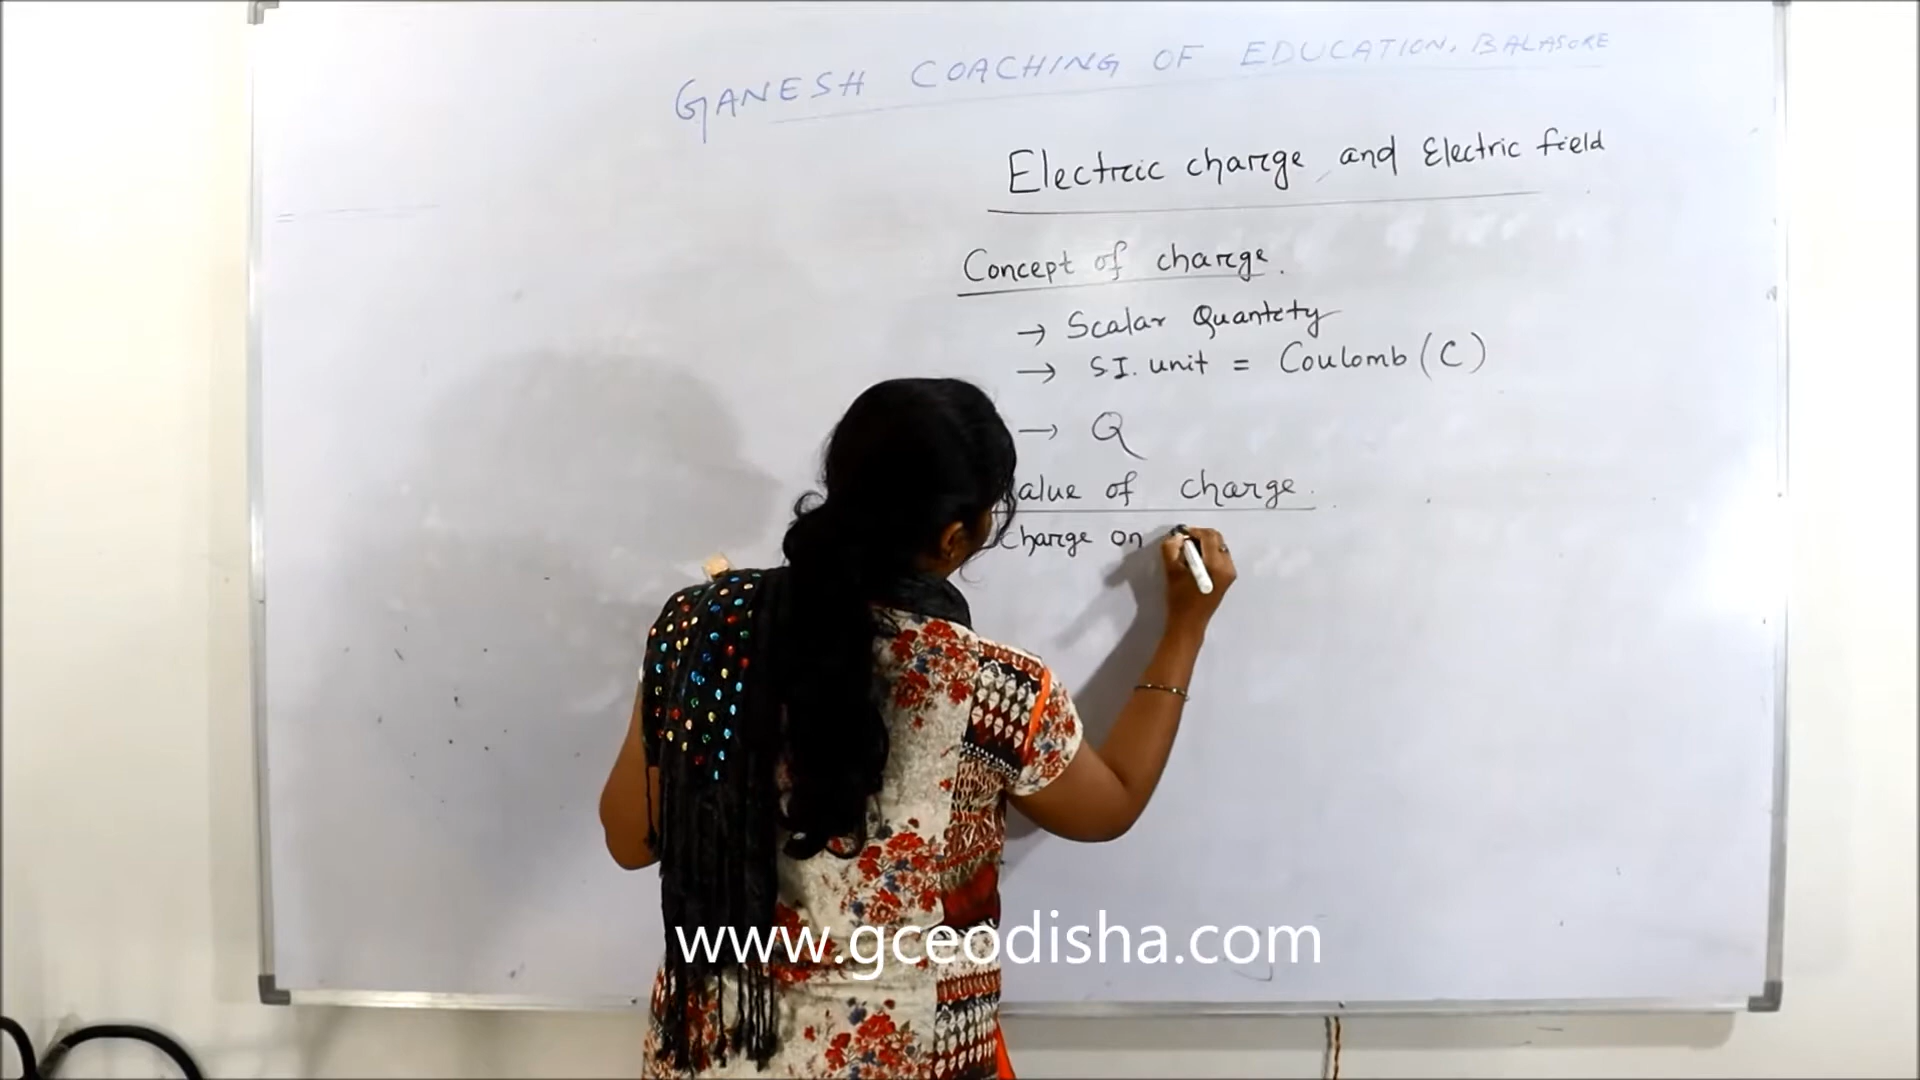 GANESH COACHING OF EDUCATION, BALASORE
Electric charge and Electric field
Concept of charge.
→ Scalar Quantity
→ S.I. unit = Coulomb (C)
→ Q
alue of charge.
Charge on
www.gceodisha.com